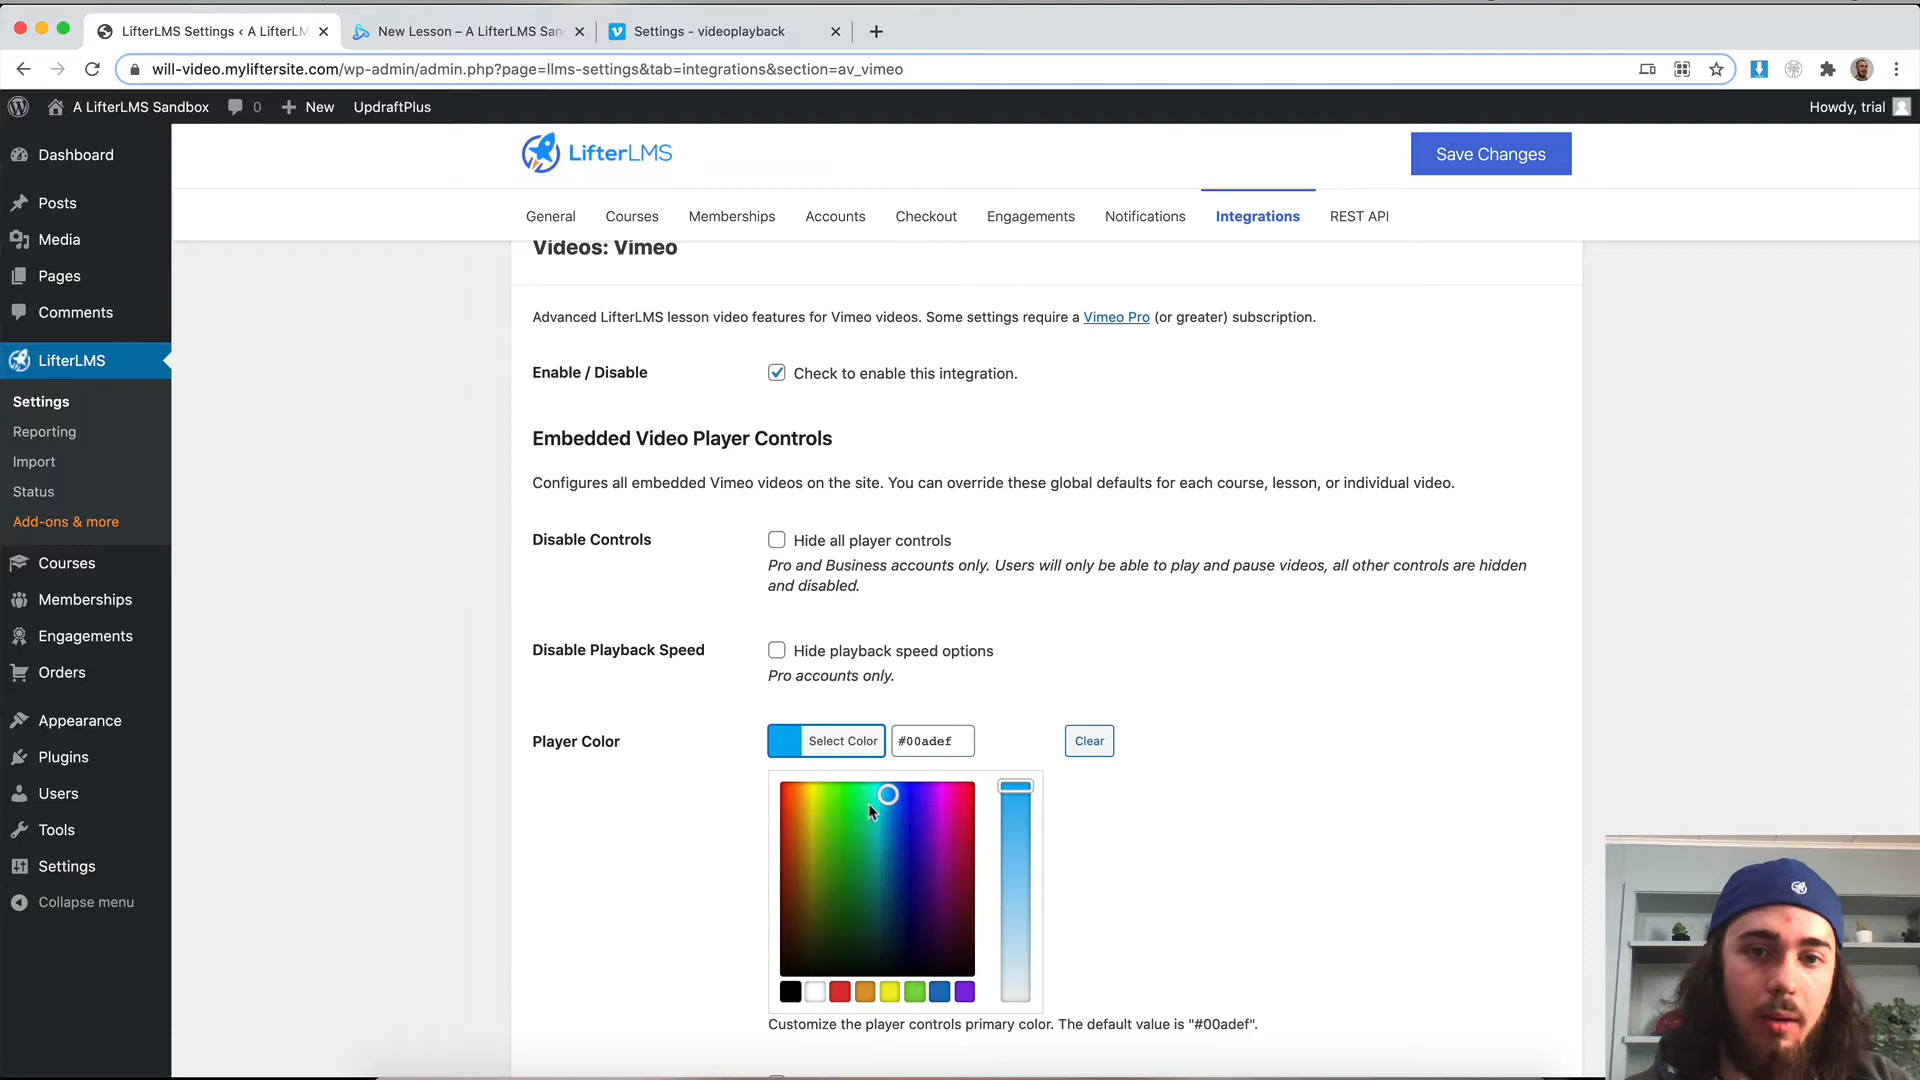 LifterLMS Settings ‹ A LifterLM
New Lesson – A LifterLMS San
Settings - videoplayback
will-video.myliftersite.com/wp-admin/admin.php?page=llms-settings&tab=integrations&section=av_vimeo
A LifterLMS Sandbox
0
New
UpdraftPlus
Howdy, trial
Dashboard
Posts
Media
Pages
Comments
LifterLMS
Settings
Reporting
Import
Status
Add-ons & more
Courses
Memberships
Engagements
Orders
Appearance
Plugins
Users
Tools
Settings
Collapse menu
LifterLMS
Save Changes
General
Courses
Memberships
Accounts
Checkout
Engagements
Notifications
Integrations
REST API
Videos: Vimeo
Advanced LifterLMS lesson video features for Vimeo videos. Some settings require a Vimeo Pro (or greater) subscription.
Enable / Disable
Check to enable this integration.
Embedded Video Player Controls
Configures all embedded Vimeo videos on the site. You can override these global defaults for each course, lesson, or individual video.
Disable Controls
Hide all player controls
Pro and Business accounts only. Users will only be able to play and pause videos, all other controls are hidden
and disabled.
Disable Playback Speed
Hide playback speed options
Pro accounts only.
Player Color
Select Color
#00adef
Clear
Customize the player controls primary color. The default value is "#00adef".